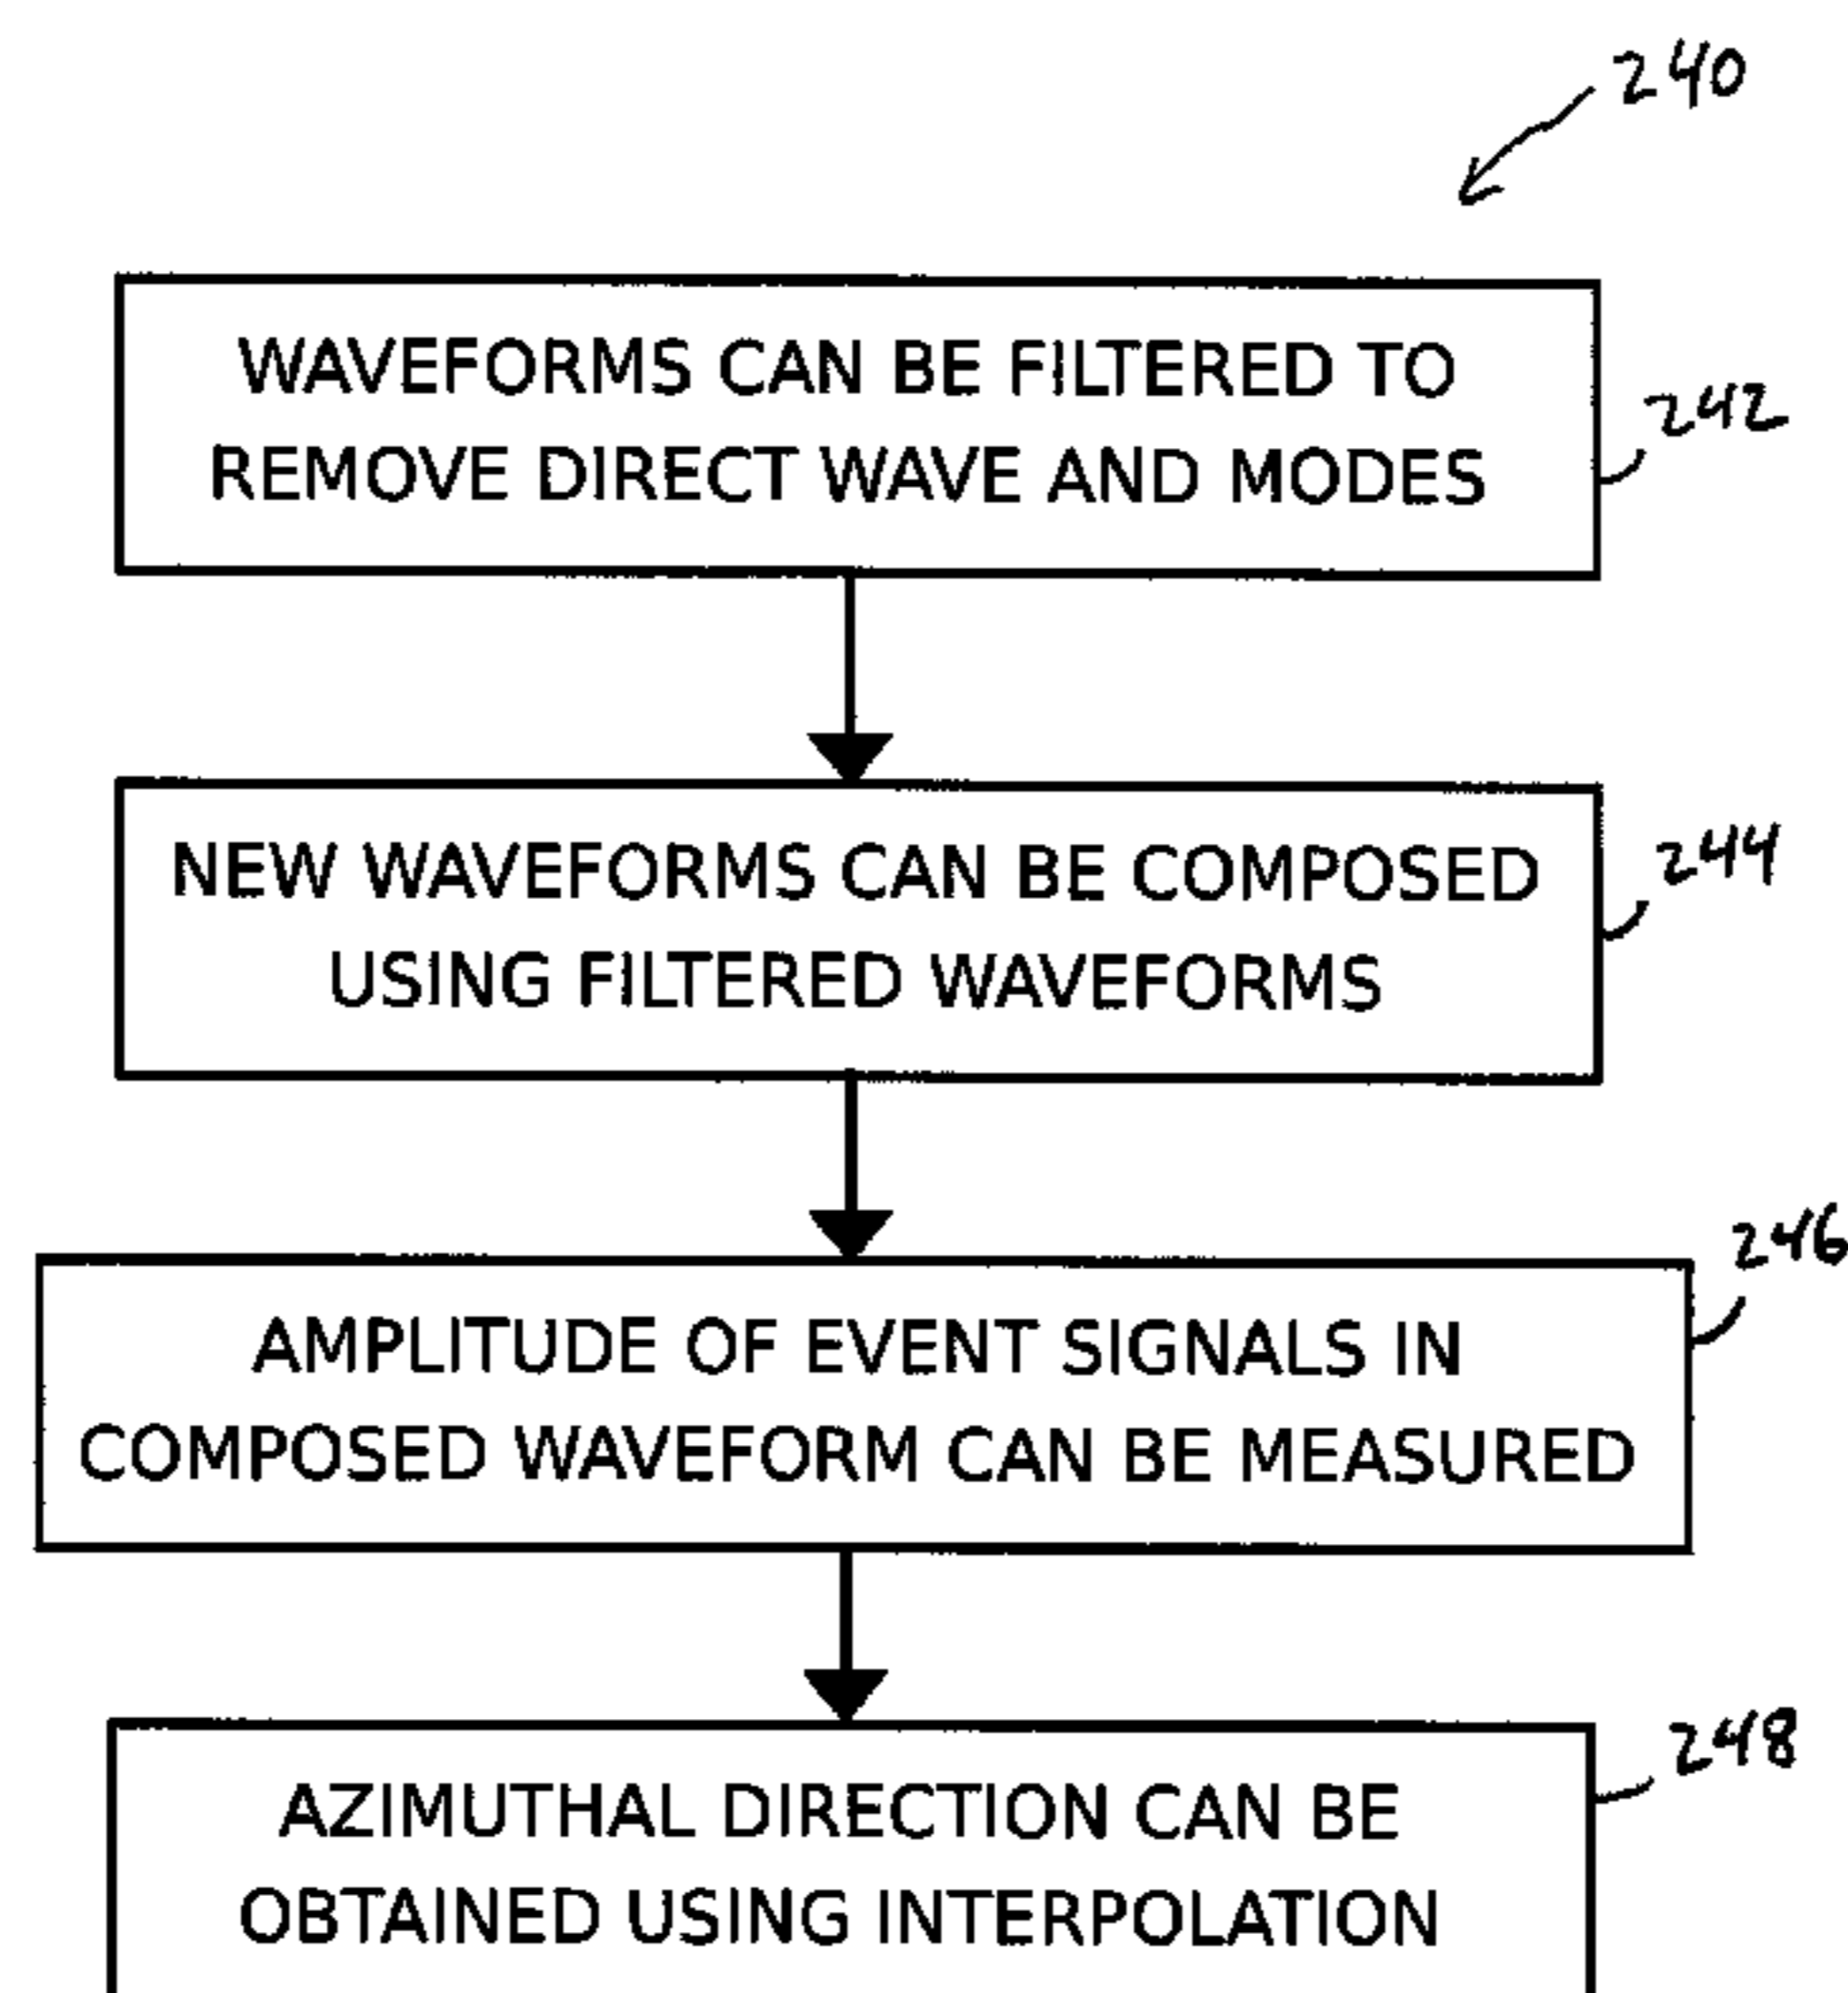 240
WAVEFORMS CAN BE FILTERED TO
REMOVE DIRECT WAVE AND MODES
242
NEW WAVEFORMS CAN BE COMPOSED
USING FILTERED WAVEFORMS
244
AMPLITUDE OF EVENT SIGNALS IN
COMPOSED WAVEFORM CAN BE MEASURED
246
AZIMUTHAL DIRECTION CAN BE
OBTAINED USING INTERPOLATION
248